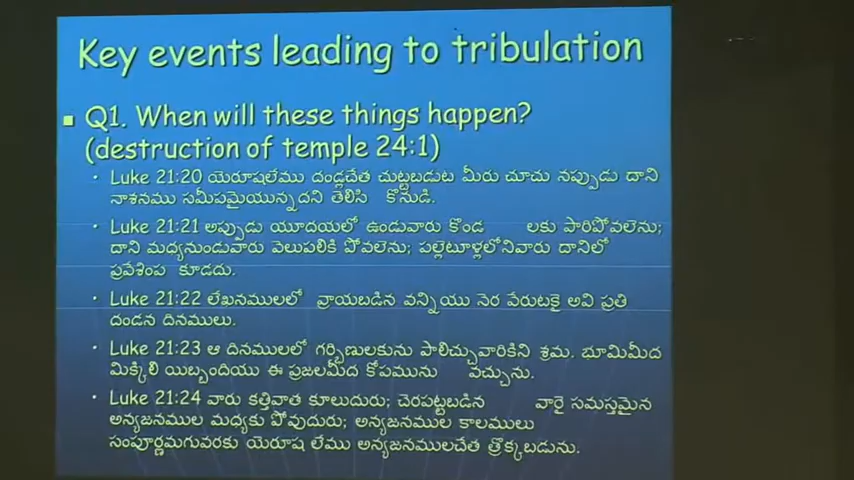 Key events leading to tribulation
Q1. When will these things happen?
(destruction of temple 24:1)
Luke 21:20 యెరూషలేము దండ్లచేత చుట్టబడుట మీరు చూచు నప్పుడు దాని
నాశనము సమీపమైయున్నదని తెలిసి కొనుడి.
Luke 21:21 అప్పుడు యూదయలో ఉండువారు కొండ లకు పారిపోవలెను;
దాని మధ్యనుండువారు వెలుపలికి పోవలెను; పల్లెటూళ్లలోనివారు దానిలో
ప్రవేశింప కూడదు.
Luke 21:22 లేఖనములలో వ్రాయబడిన వన్నియు నెర వేరుటకై అవి ప్రతి
దండన దినములు.
Luke 21:23 ఆ దినములలో గర్భిణులకును పాలిచ్చువారికిని శ్రమ. భూమిమీద
మిక్కిలి యిబ్బందియు ఈ ప్రజలమీద కోపమును వచ్చును.
Luke 21:24 వారు కత్తివాత కూలుదురు; చెరపట్టబడిన వారై సమస్తమైన
అన్యజనముల మధ్యకు పోవుదురు; అన్యజనముల కాలములు
సంపూర్ణమగువరకు యెరూష లేము అన్యజనములచేత త్రొక్కబడును.